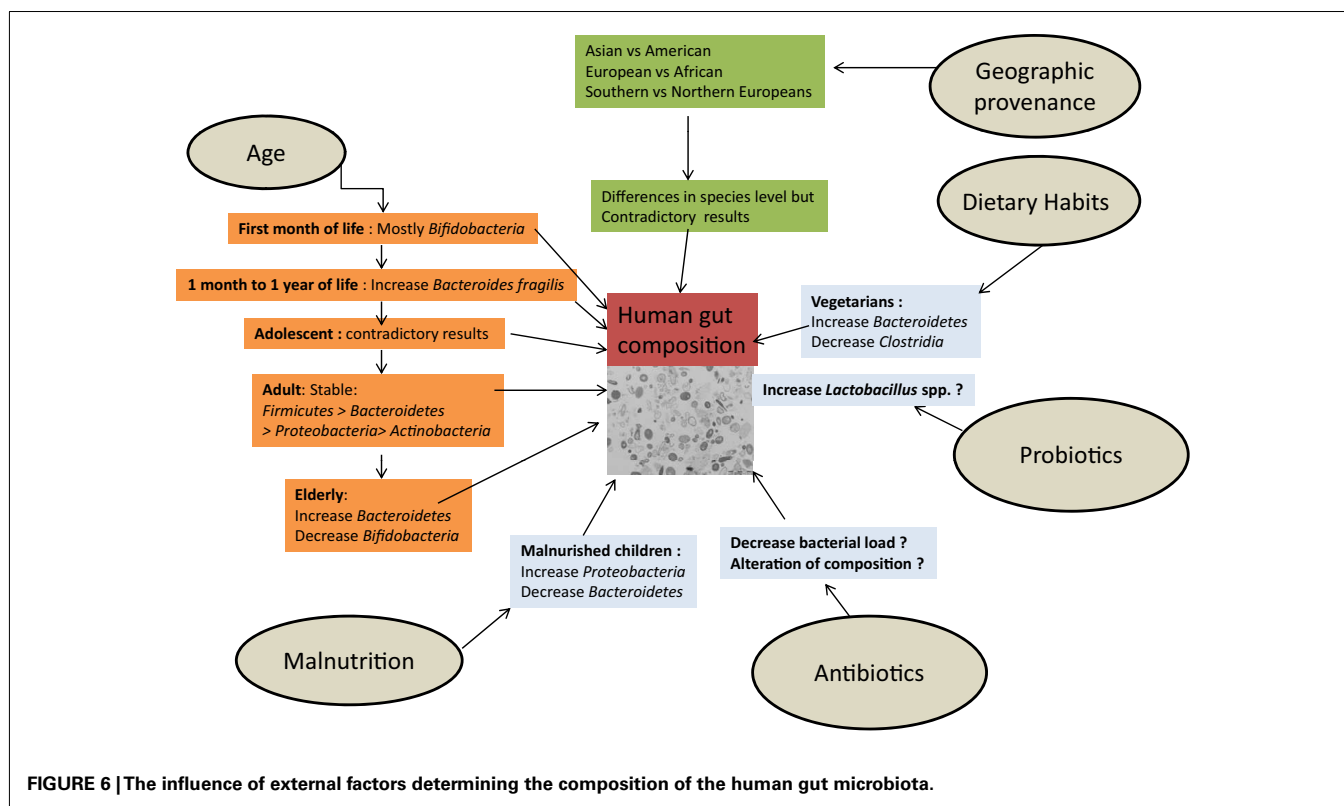 Asian vs American
European vs African
Southern vs Northern Europeans
Geographic
provenance
Age
Differences in species level but
Contradictory results
Dietary Habits
First month of life : Mostly Bifidobacteria
1 month to 1 year of life : Increase Bacteroides fragilis
Adolescent : contradictory results
Adult: Stable:
Firmicutes > Bacteroidetes
> Proteobacteria> Actinobacteria
Elderly:
Increase Bacteroidetes
Decrease Bifidobacteria
Human gut
composition
Vegetarians :
Increase Bacteroidetes
Decrease Clostridia
Increase Lactobacillus spp. ?
Probiotics
Malnurished children :
Increase Proteobacteria
Decrease Bacteroidetes
Decrease bacterial load ?
Alteration of composition ?
Malnutrition
Antibiotics
FIGURE 6 | The influence of external factors determining the composition of the human gut microbiota.